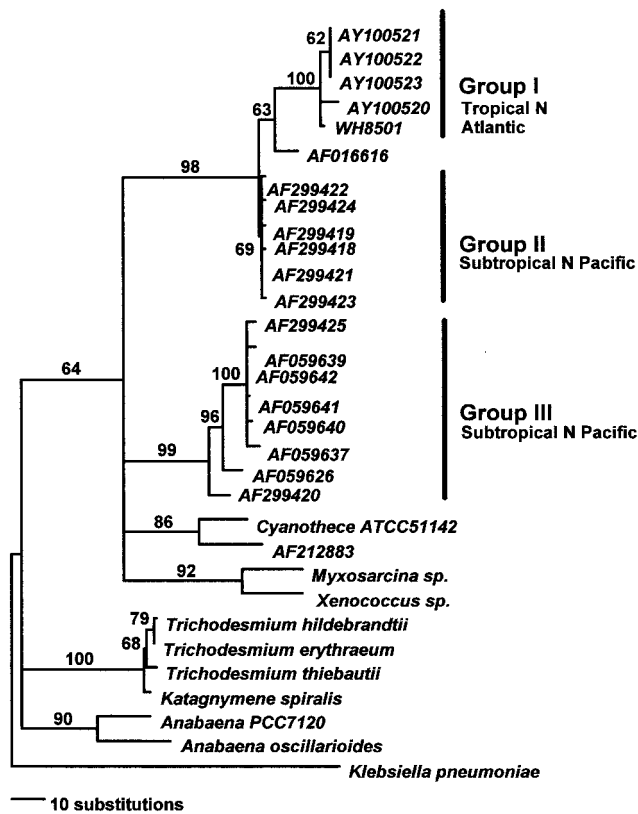 62
AY100521
AY100522
AY100523
100
AY100520
WH8501
63
AF016616
Group I
Tropical N
Atlantic
98
AF299422
AF299424
AF299419
69
AF299418
AF299421
AF299423
Group II
Subtropical N Pacific
AF299425
AF059639
100
AF059642
AF059641
96
AF059640
AF059637
99
AF059626
AF299420
Group III
Subtropical N Pacific
64
86
Cyanothece ATCC51142
AF212883
92
Myxosarcina sp.
Xenococcus sp.
79
Trichodesmium hildebrandtii
68
Trichodesmium erythraeum
100
Trichodesmium thiebautii
Katagnymene spiralis
90
Anabaena PCC7120
Anabaena oscillarioides
Klebsiella pneumoniae
10 substitutions